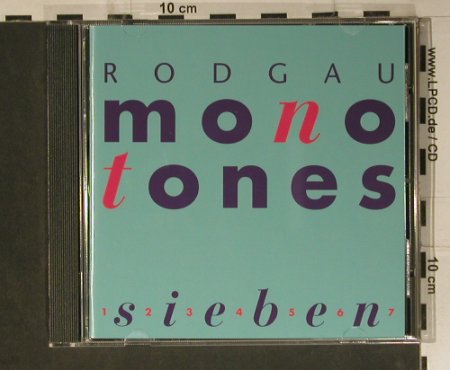 10 cm
RODGAU
mono
tones
1s2i3e4b5e6n7
www.LPCD.de / CD
10 cm